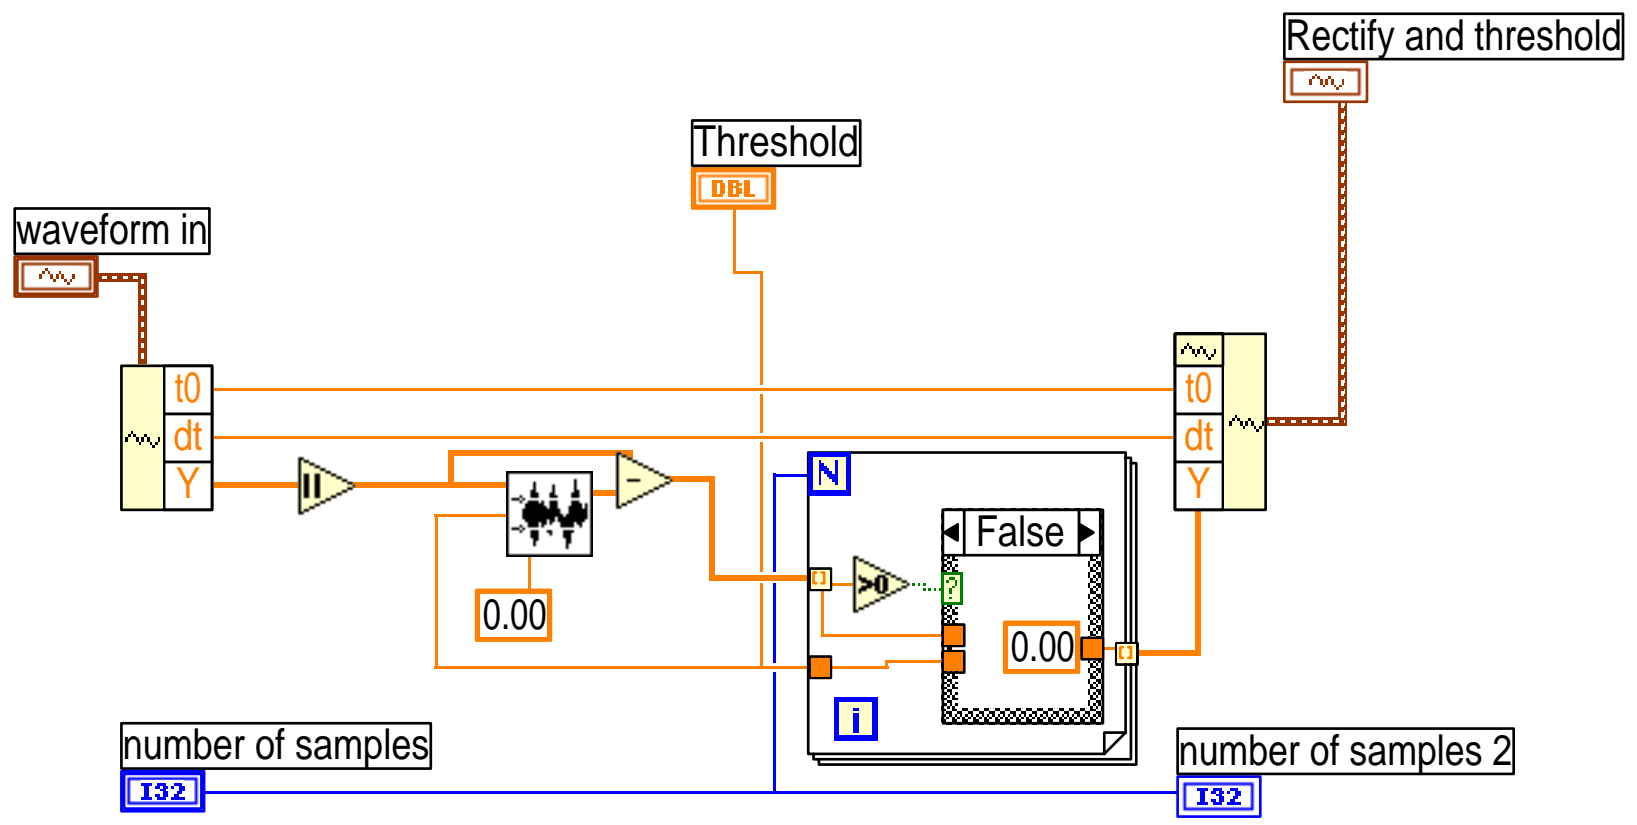 Rectify and threshold
Threshold
DBL
waveform in
t0
dt
Y
t0
dt
Y
-
N
False
>0
?
0.00
0.00
i
number of samples
I32
number of samples 2
I32